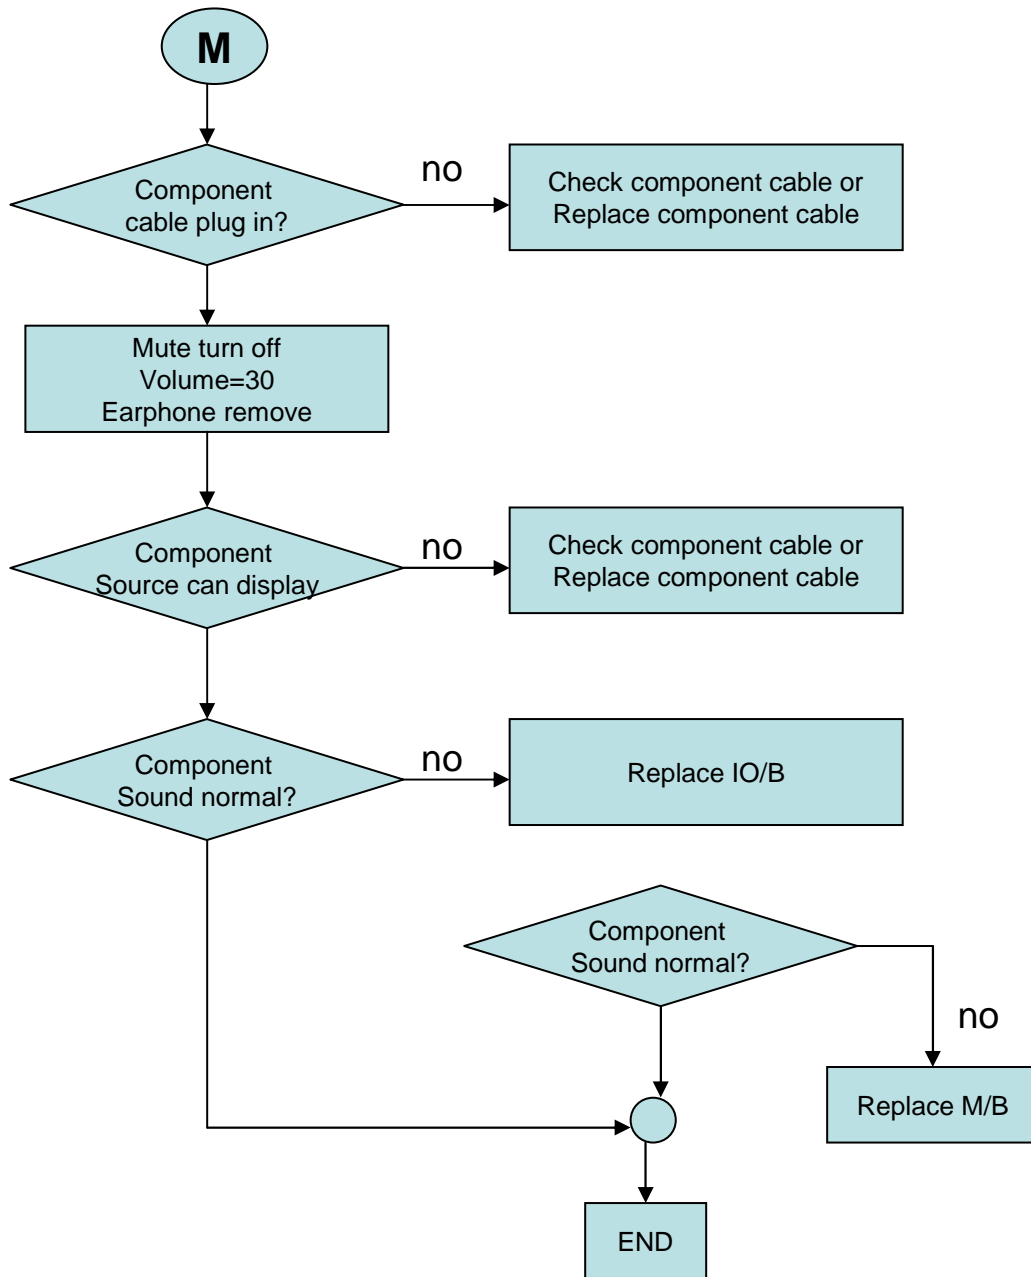 M
Component
cable plug in?
no
Check component cable or
Replace component cable
Mute turn off
Volume=30
Earphone remove
Component
Source can display
no
Check component cable or
Replace component cable
Component
Sound normal?
no
Replace IO/B
Component
Sound normal?
no
Replace M/B
END